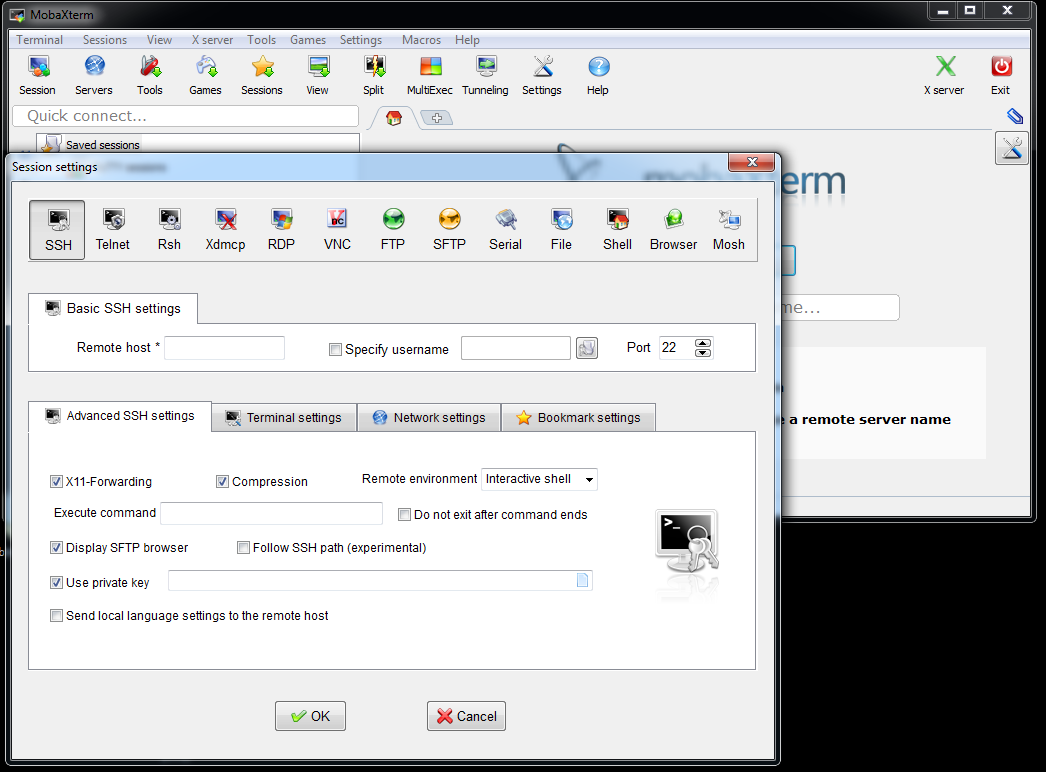 MobaXterm
Terminal Sessions View X server Tools Games Settings Macros Help
Session Servers Tools Games Sessions View Split MultiExec Tunneling Settings Help X server Exit
Quick connect...
Saved sessions
Session settings
mobaXterm
SSH Telnet Rsh Xdmcp RDP VNC FTP SFTP Serial File Shell Browser Mosh
Basic SSH settings
me...
Remote host * Specify username Port 22
Advanced SSH settings Terminal settings Network settings Bookmark settings
a remote server name
X11-Forwarding Compression Remote environment Interactive shell
Execute command Do not exit after command ends
Display SFTP browser Follow SSH path (experimental)
Use private key
Send local language settings to the remote host
OK Cancel